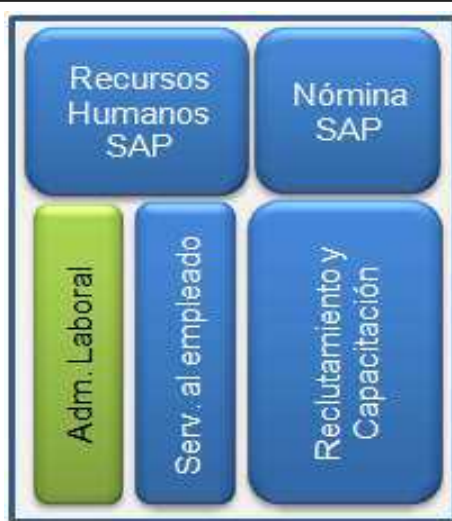 Recursos
Humanos
SAP
Nómina
SAP
Adm. Laboral
Serv. al empleado
Reclutamiento y
Capacitación